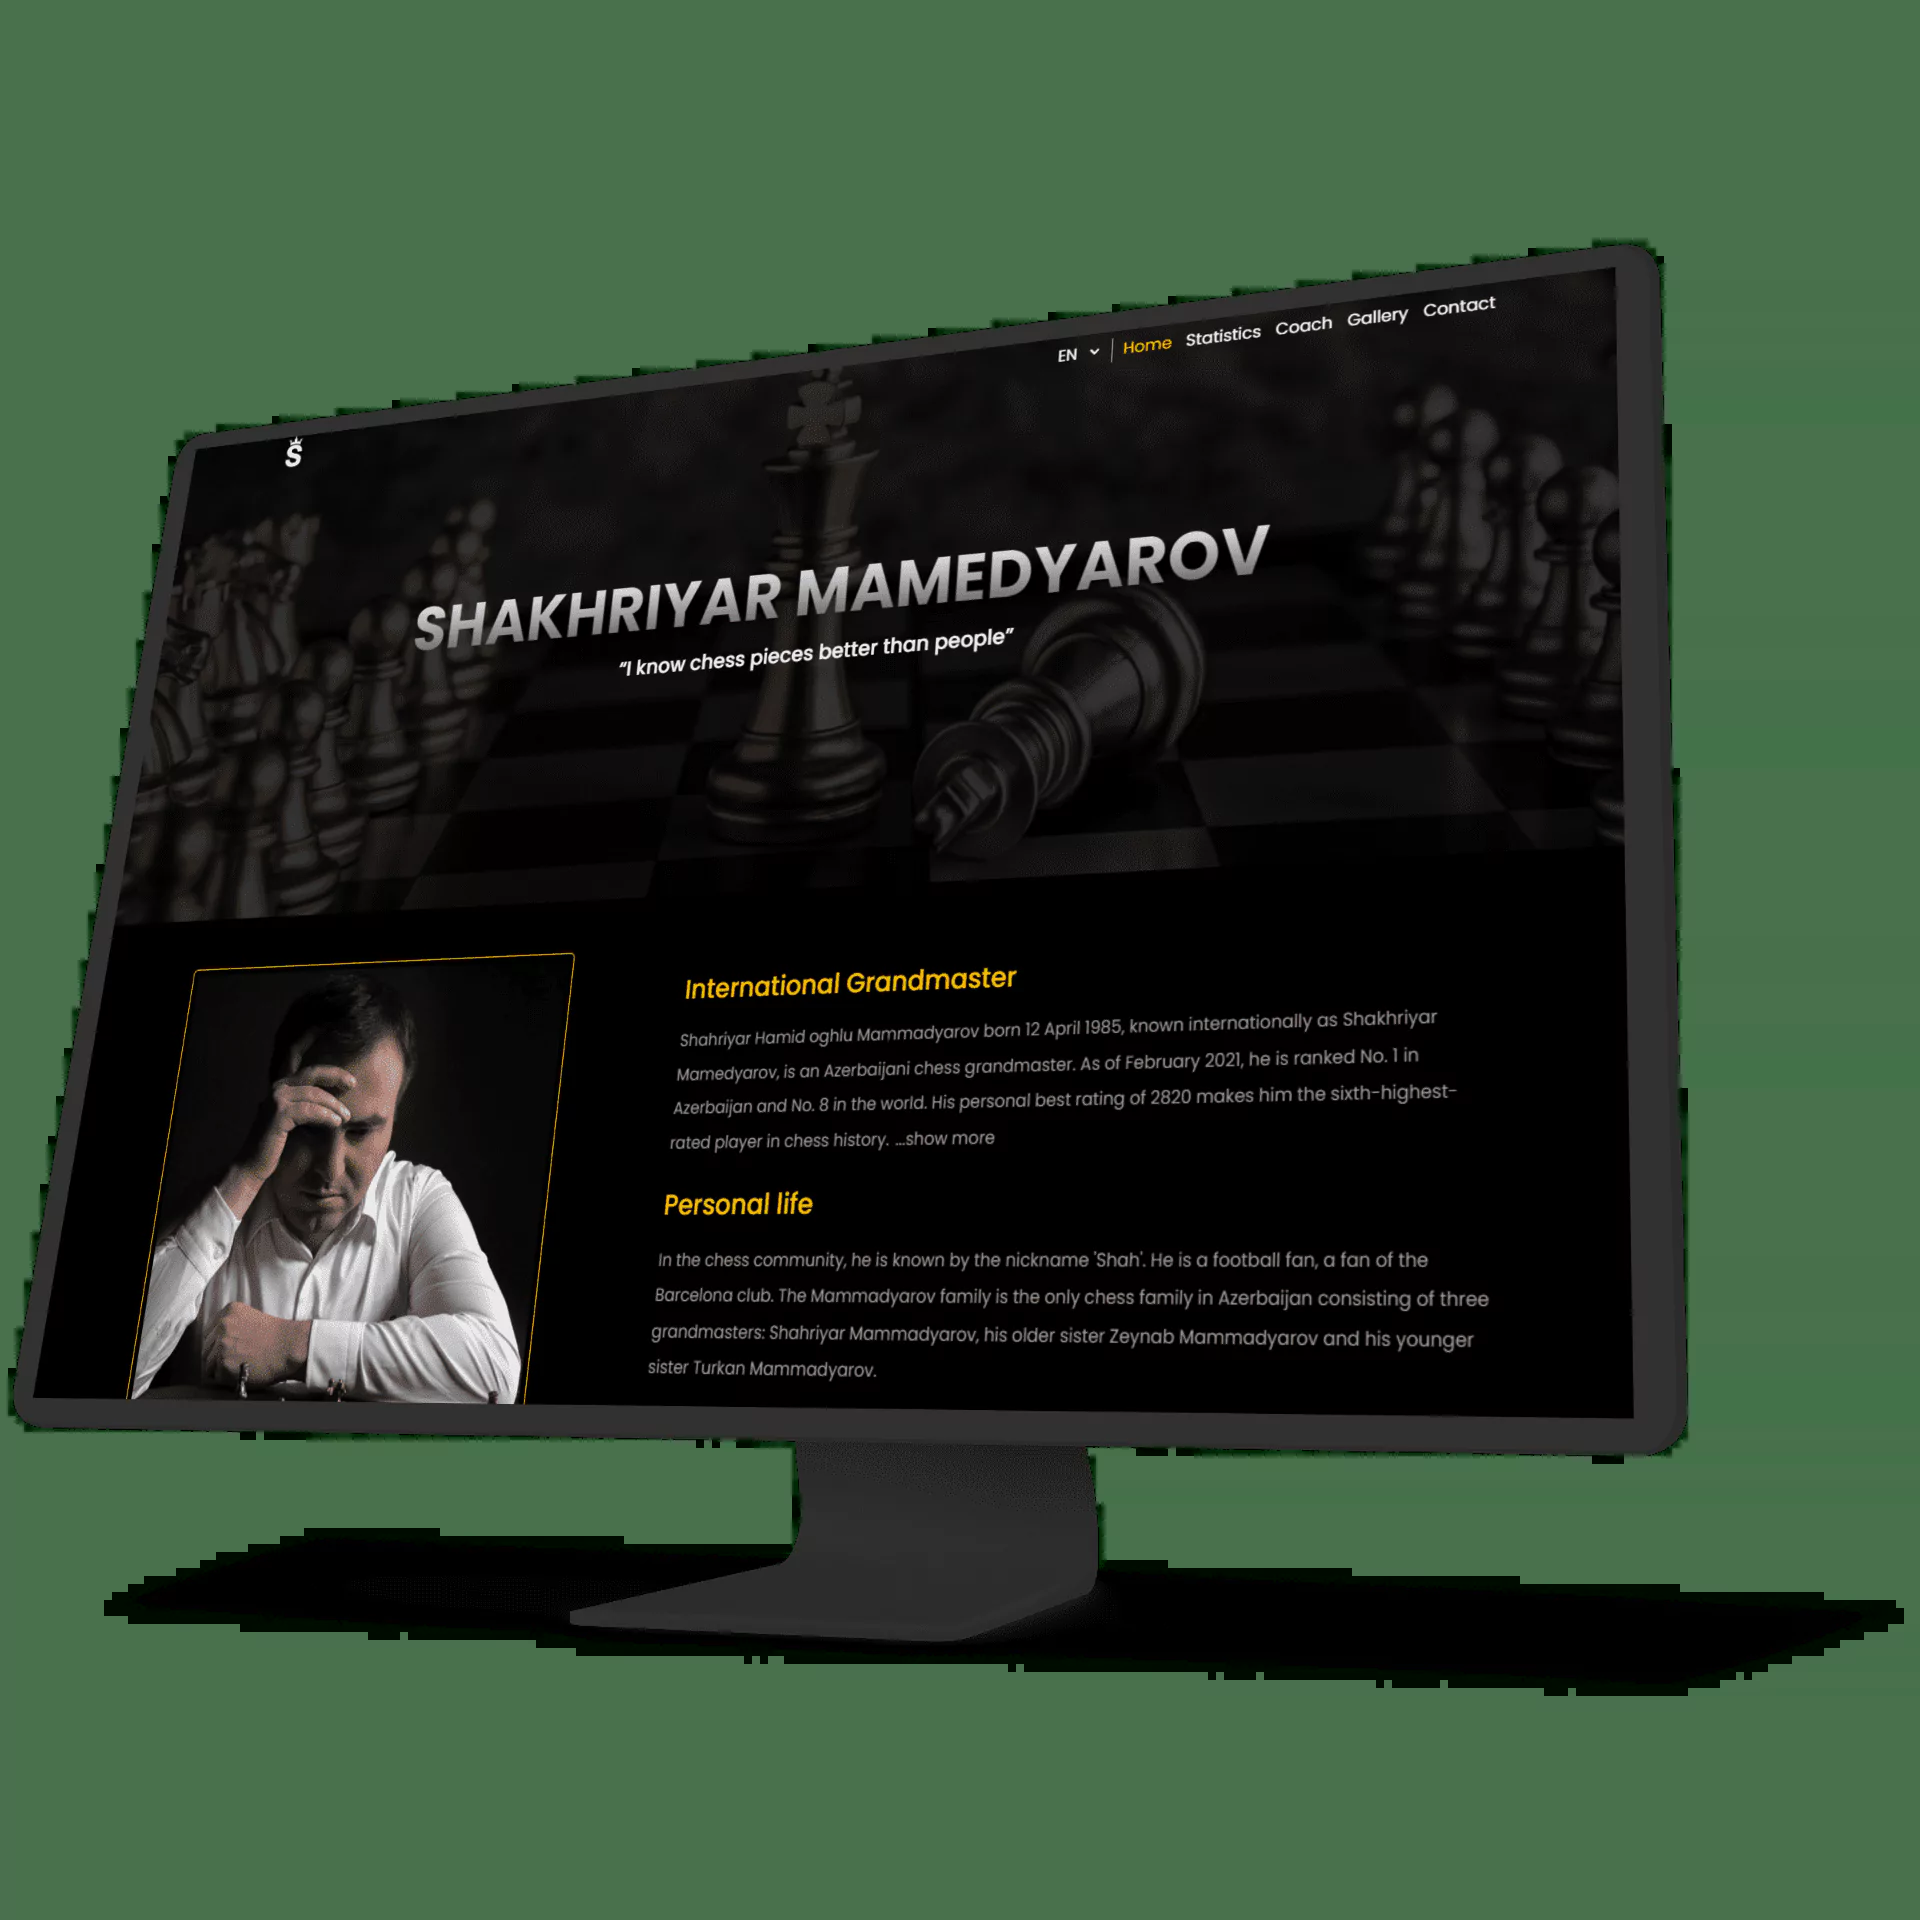 EN Home Statistics Coach Gallery Contact
S
SHAKHRIYAR MAMEDYAROV
“I know chess pieces better than people”
International Grandmaster
Shahriyar Hamid oghlu Mammadyarov born 12 April 1985, known internationally as Shakhriyar
Mamedyarov, is an Azerbaijani chess grandmaster. As of February 2021, he is ranked No. 1 in
Azerbaijan and No. 8 in the world. His personal best rating of 2820 makes him the sixth-highest-
rated player in chess history. ...show more
Personal life
In the chess community, he is known by the nickname 'Shah'. He is a football fan, a fan of the
Barcelona club. The Mammadyarov family is the only chess family in Azerbaijan consisting of three
grandmasters: Shahriyar Mammadyarov, his older sister Zeynab Mammadyarov and his younger
sister Turkan Mammadyarov.